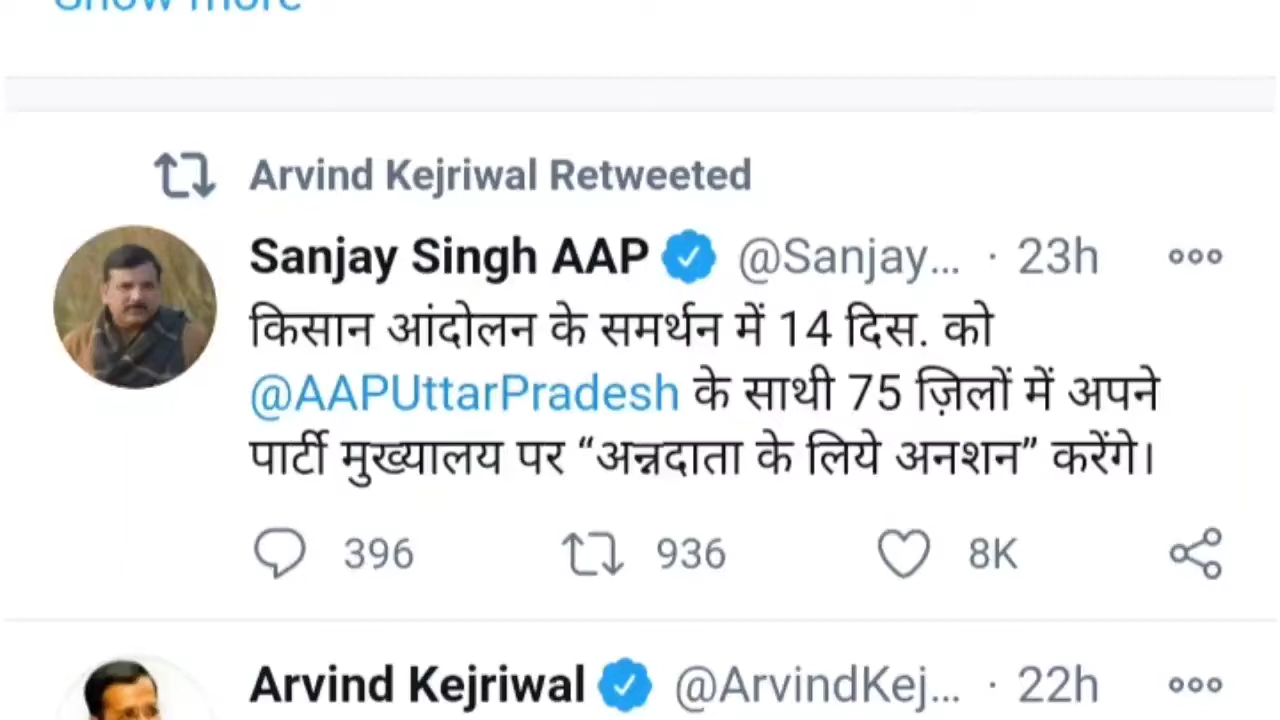 Show more
Arvind Kejriwal Retweeted
Sanjay Singh AAP @Sanjay... · 23h
किसान आंदोलन के समर्थन में 14 दिस. को
@AAPUttarPradesh के साथी 75 ज़िलों में अपने
पार्टी मुख्यालय पर “अन्नदाता के लिये अनशन” करेंगे।
396 936 8K
Arvind Kejriwal @ArvindKej... · 22h